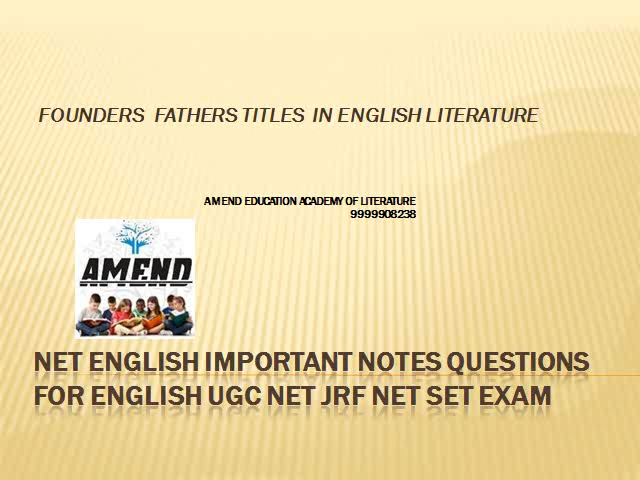 FOUNDERS FATHERS TITLES IN ENGLISH LITERATURE
AMEND EDUCATION ACADEMY OF LITERATURE
9999908238
AMEND
NET ENGLISH IMPORTANT NOTES QUESTIONS
FOR ENGLISH UGC NET JRF NET SET EXAM